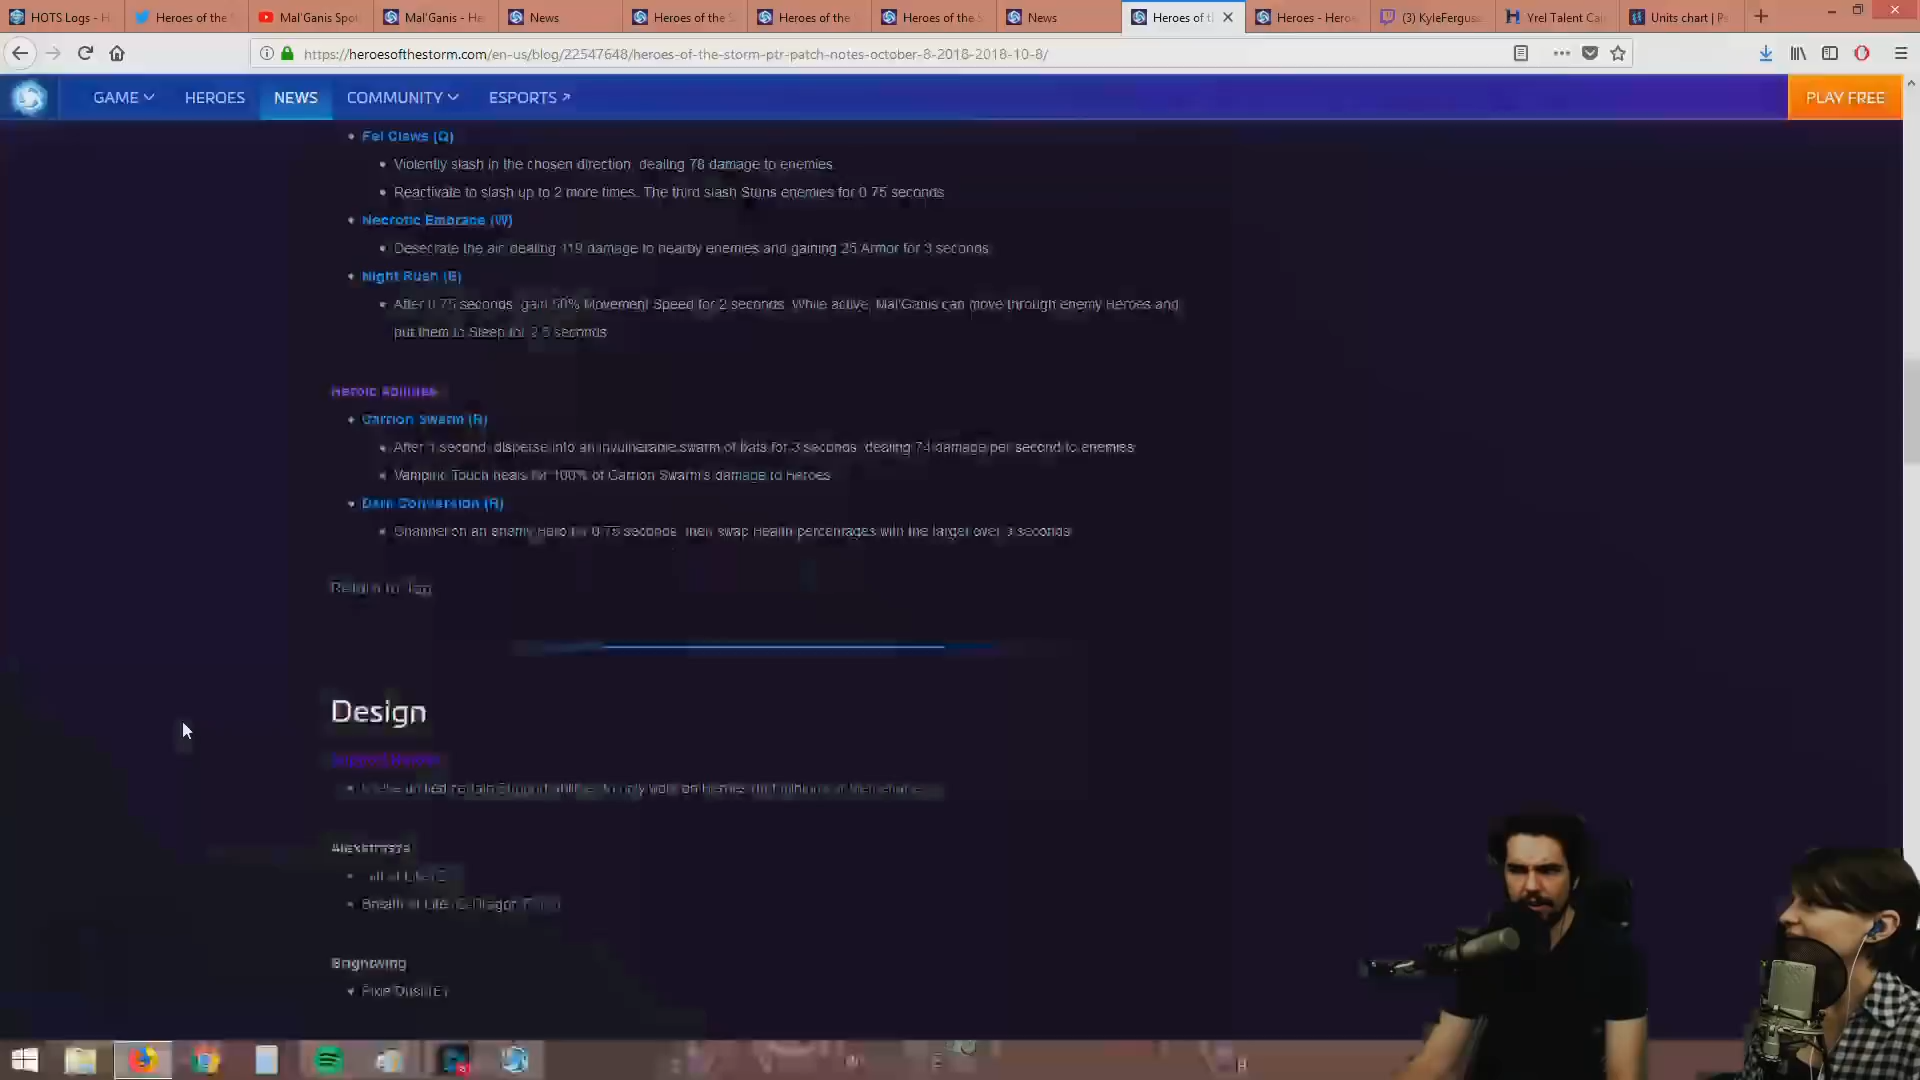 HOTS Logs - H
Heroes of the S
Mal'Ganis Spot
Mal'Ganis - He
News
Heroes of the S
Heroes of the
Heroes of the S
News
Heroes of t
Heroes - Hero
(3) KyleFergus
Yrel Talent Ca
Units chart | P
https://heroesofthestorm.com/en-us/blog/22547648/heroes-of-the-storm-ptr-patch-notes-october-8-2018-2018-10-8/
GAME HEROES NEWS COMMUNITY ESPORTS PLAY FREE
Fel Claws (Q)
Violently slash in the chosen direction, dealing 78 damage to enemies.
Reactivate to slash up to 2 more times. The third slash Stuns enemies for 0.75 seconds
Necrotic Embrace (W)
Desecrate the air, dealing 119 damage to nearby enemies and gaining 25 Armor for 3 seconds.
Night Rush (E)
After 0.75 seconds, gain 50% Movement Speed for 2 seconds. While active, Mal'Ganis can move through enemy Heroes and
put them to Sleep for 2.5 seconds
Heroic Abilities
Carrion Swarm (R)
After 1 second, disperse into an invulnerable swarm of bats for 3 seconds, dealing 74 damage per second to enemies
Vampiric Touch heals for 100% of Carrion Swarm's damage to Heroes
Dark Conversion (R)
Channel on an enemy Hero for 0.75 seconds, then swap Health percentages with the target over 3 seconds
Return to Top
Design
Support Heroes
Alexstrasza
Breath of Life
Brightwing
Pixie Dust (E)